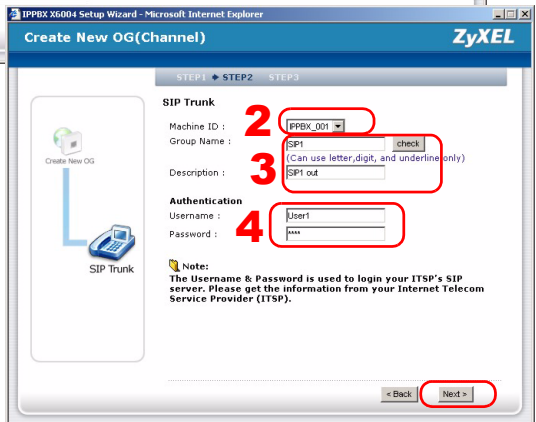 IPPBX X6004 Setup Wizard - Microsoft Internet Explorer
Create New OG(Channel)
ZyXEL
STEP1 STEP2 STEP3
SIP Trunk
Machine ID :
2
IPPBX_001
Group Name :
SIP1
check
(Can use letter,digit, and underline only)
3
Description :
SIP1 out
Create New OG
Authentication
Username :
User1
4
Password :
****
SIP Trunk
Note:
The Username & Password is used to login your ITSP's SIP
server. Please get the information from your Internet Telecom
Service Provider (ITSP).
< Back
Next >